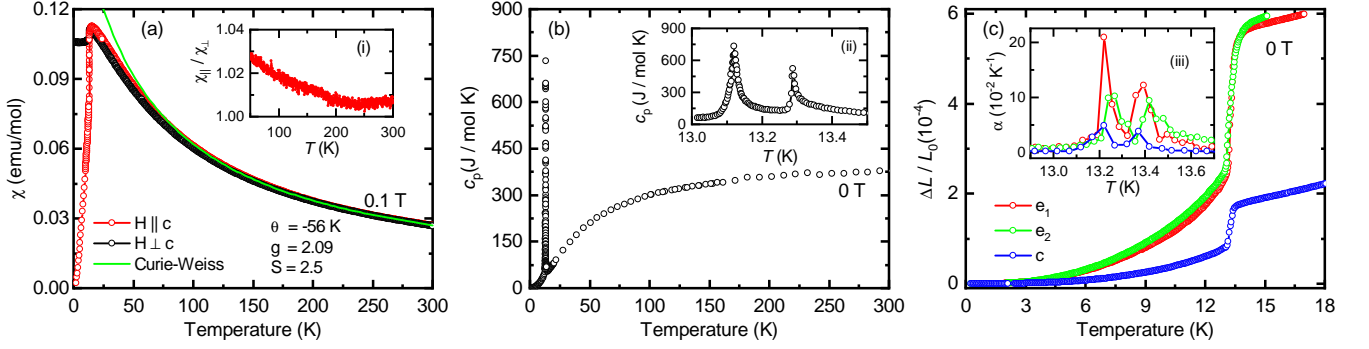 (a)
χ (emu/mol)
0.12
0.09
0.06
0.03
0.00
0 50 100 150 200 250 300
Temperature (K)
0.1 T
H || c
H ⊥ c
Curie-Weiss
θ = -56 K
g = 2.09
S = 2.5
(i)
χ|| / χ⊥
1.04
1.02
1.00
100 200 300
T (K)
(b)
cp(J / mol K)
900
750
600
450
300
150
0
0 50 100 150 200 250 300
Temperature (K)
0 T
(ii)
cp (J / mol K)
900
600
300
0
13.0 13.2 13.4
T (K)
(c)
ΔL / L0(10-4)
6
4
2
0
0 3 6 9 12 15 18
Temperature (K)
0 T
e1
e2
c
(iii)
α (10-2 K-1)
20
10
0
13.0 13.2 13.4 13.6
T (K)